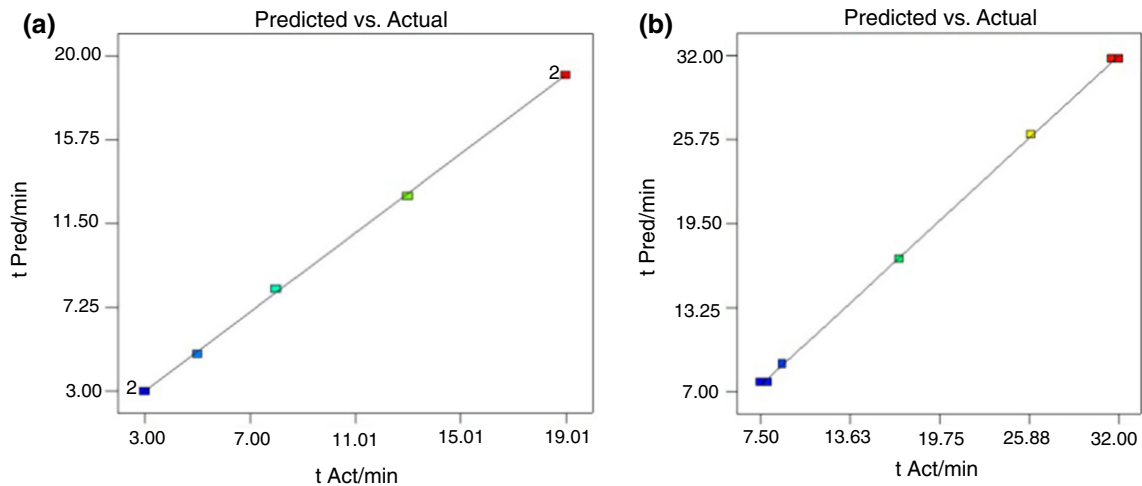 (a)
Predicted vs. Actual
20.00
15.75
11.50
7.25
3.00
t Pred/min
2
2
3.00 7.00 11.01 15.01 19.01
t Act/min
(b)
Predicted vs. Actual
32.00
25.75
19.50
13.25
7.00
t Pred/min
7.50 13.63 19.75 25.88 32.00
t Act/min